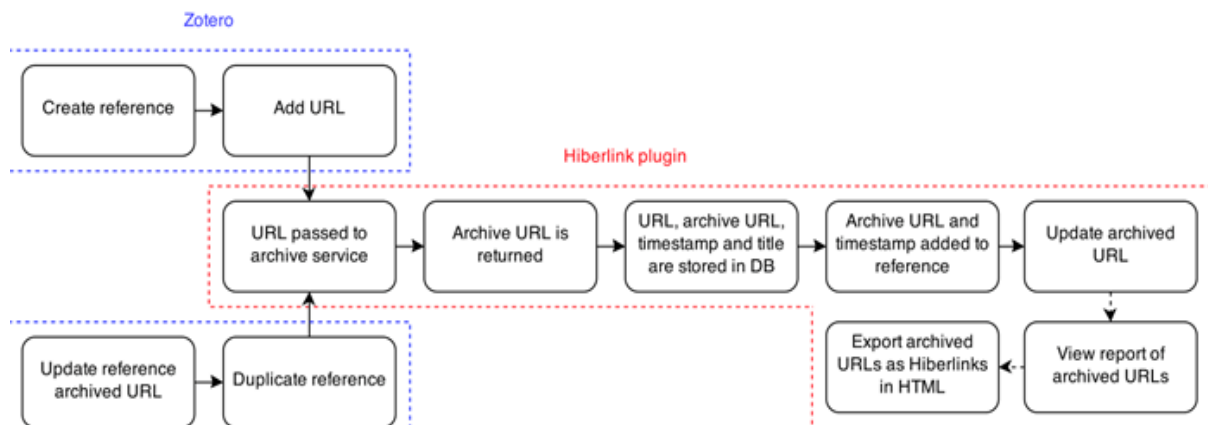 Zotero
Create reference
Add URL
Hiberlink plugin
URL passed to
archive service
Archive URL is
returned
URL, archive URL,
timestamp and title
are stored in DB
Archive URL and
timestamp added to
reference
Update archived
URL
Update reference
archived URL
Duplicate reference
Export archived
URLs as Hiberlinks
in HTML
View report of
archived URLs